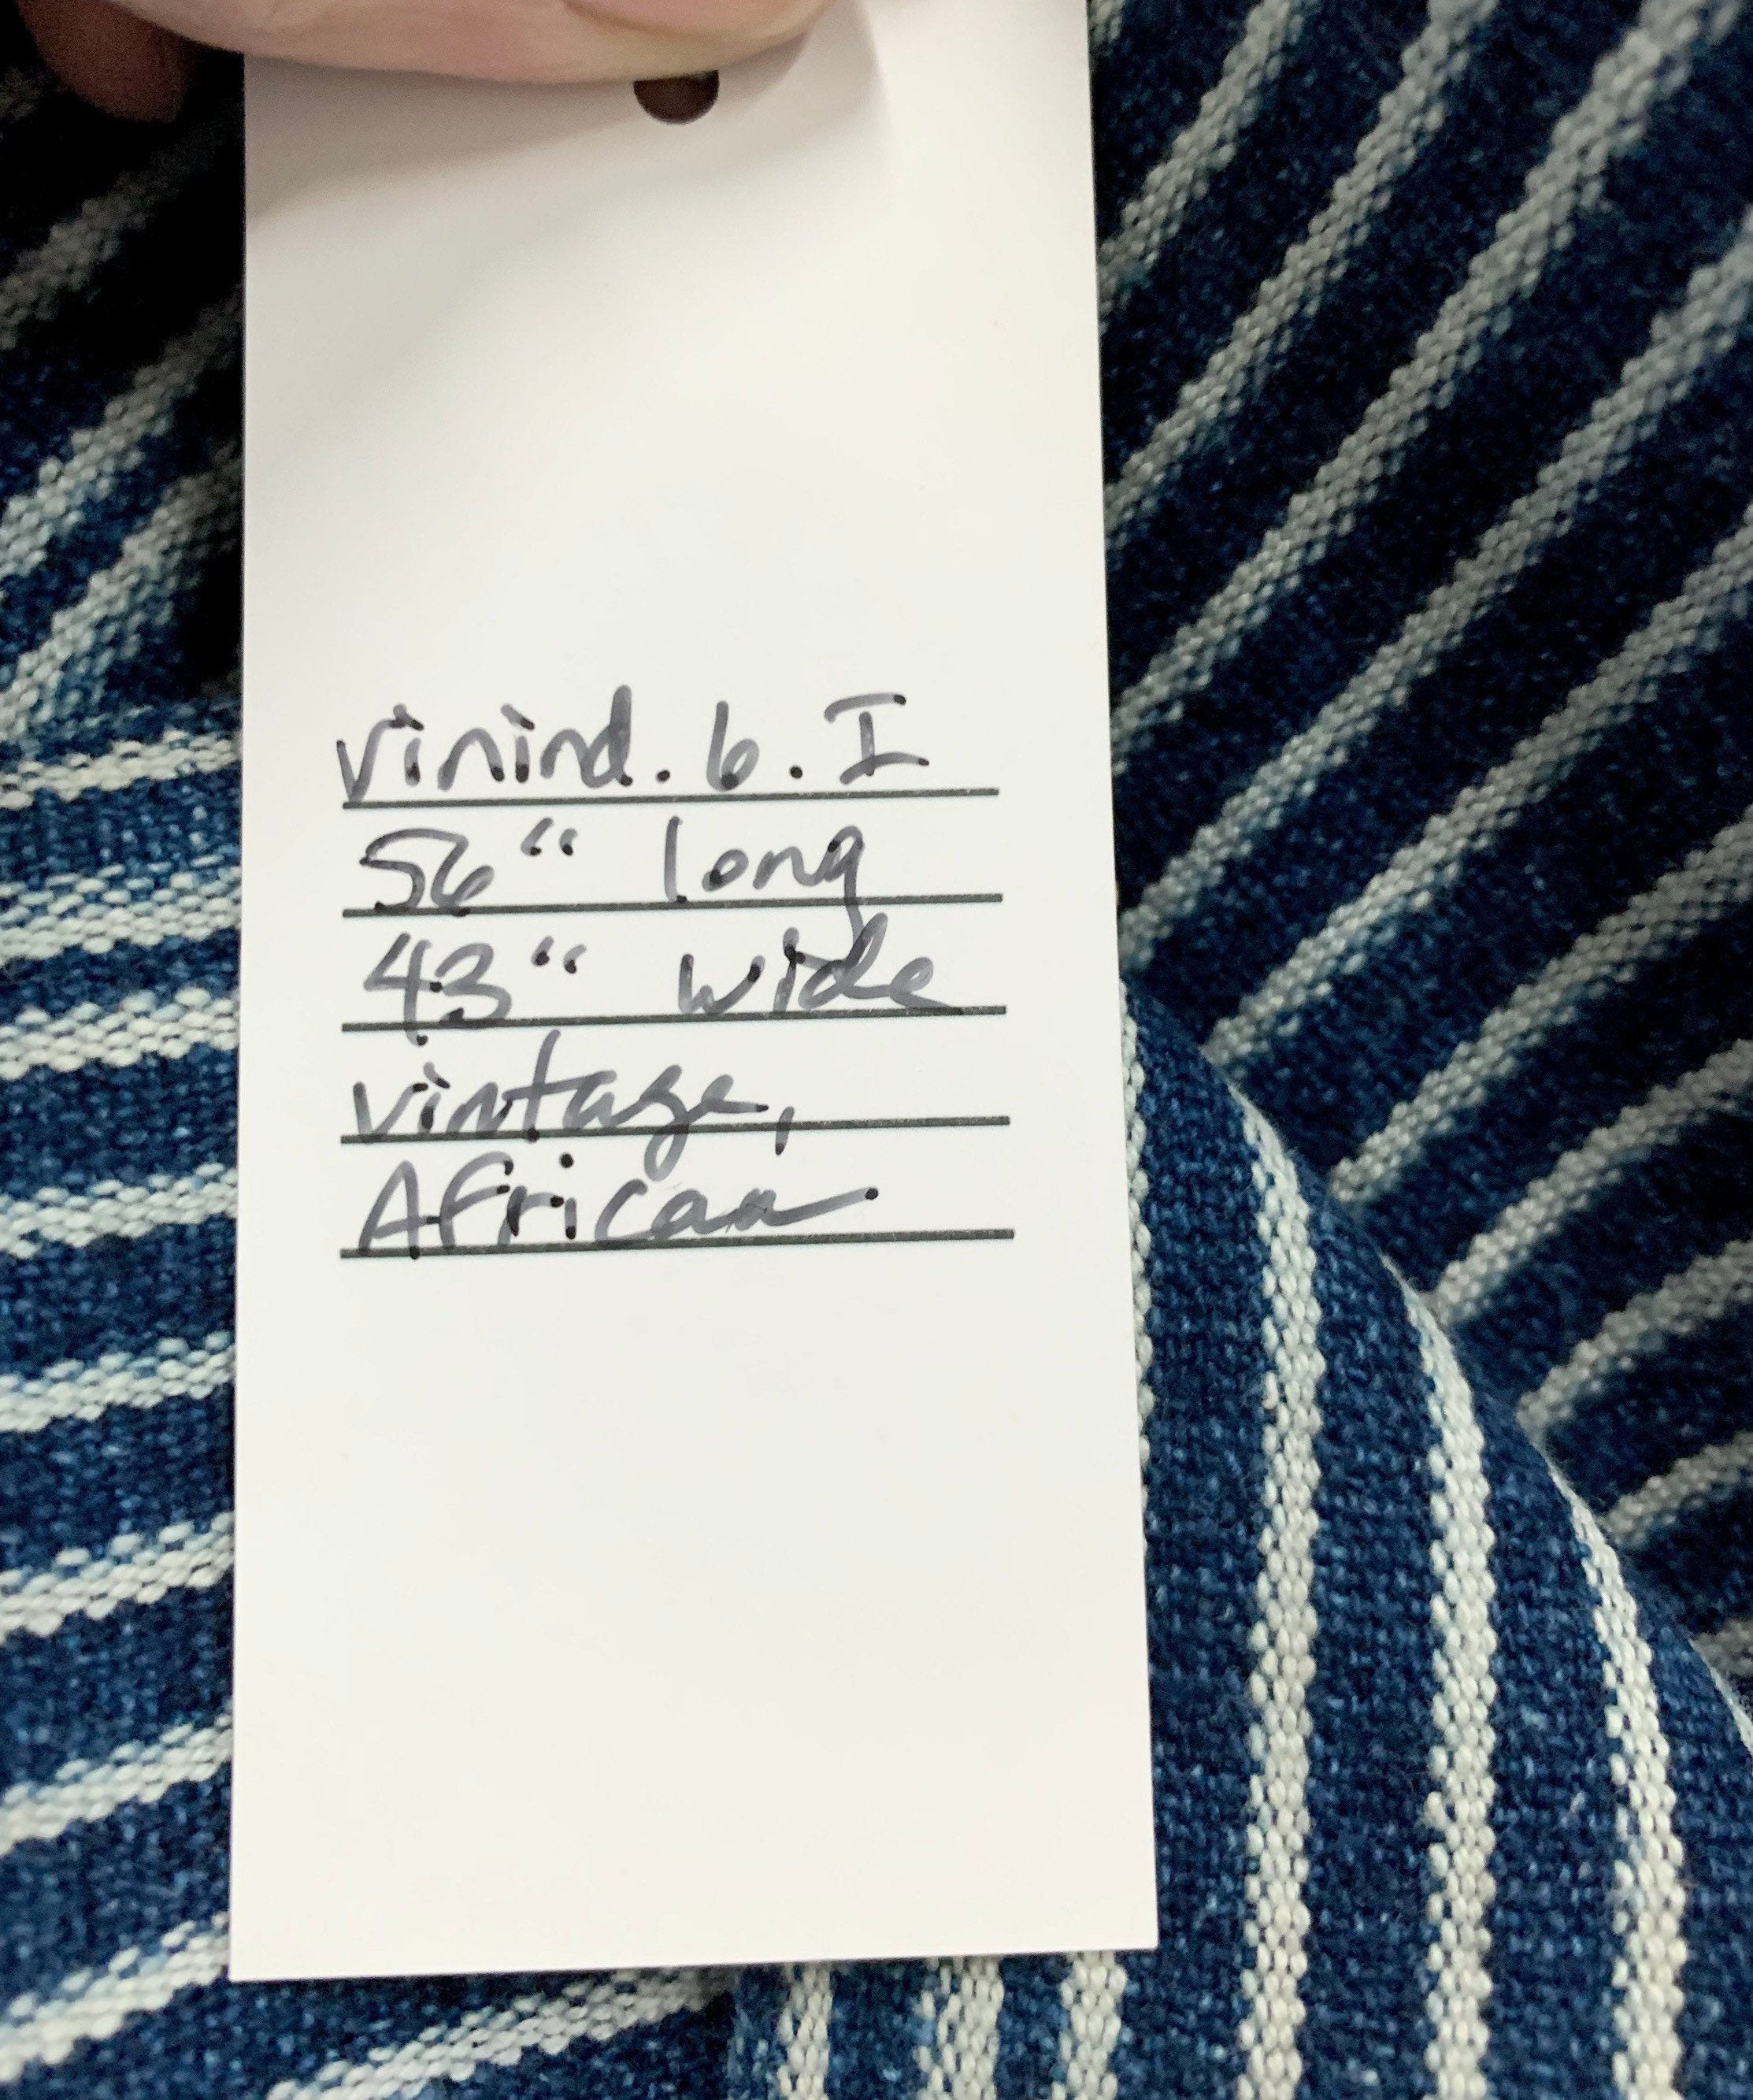 vinind.6.I
56" long
43" wide
vintage,
African